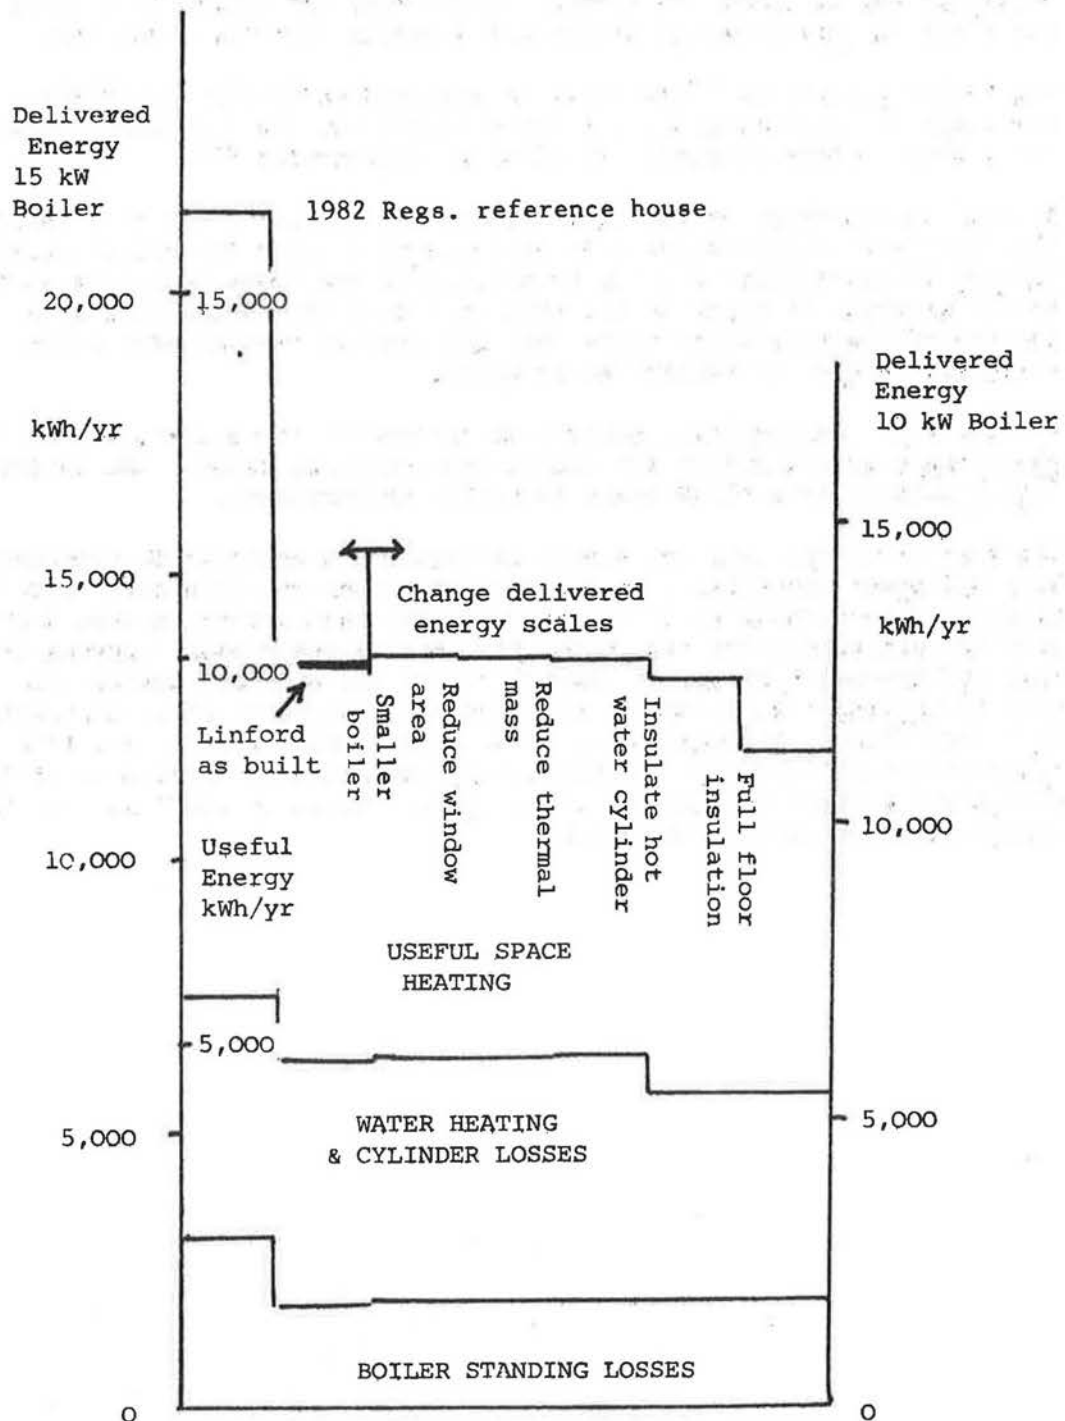 Delivered
Energy
15 kW
Boiler
1982 Regs. reference house
20,000
15,000
kWh/yr
Delivered
Energy
10 kW Boiler
15,000
15,000
kWh/yr
Change delivered
energy scales
10,000
Linford
as built
Smaller
boiler
Reduce window
area
Reduce thermal
mass
Insulate hot
water cylinder
Full floor
insulation
10,000
10,000
Useful
Energy
kWh/yr
USEFUL SPACE
HEATING
5,000
5,000
5,000
WATER HEATING
& CYLINDER LOSSES
BOILER STANDING LOSSES
0
0